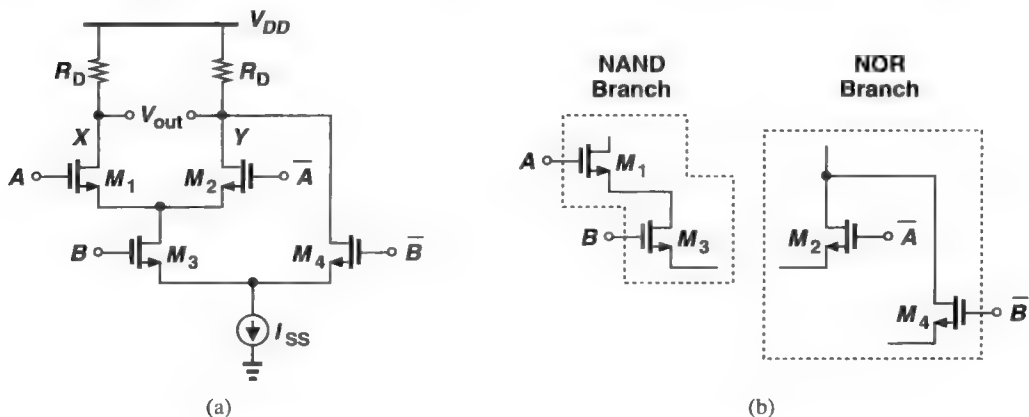 V_DD
R_D
R_D
V_out
X
Y
A
M_1
M_2
A̅
B
M_3
M_4
B̅
I_SS
(a)
NAND
Branch
NOR
Branch
A
M_1
B
M_3
M_2
A̅
M_4
B̅
(b)